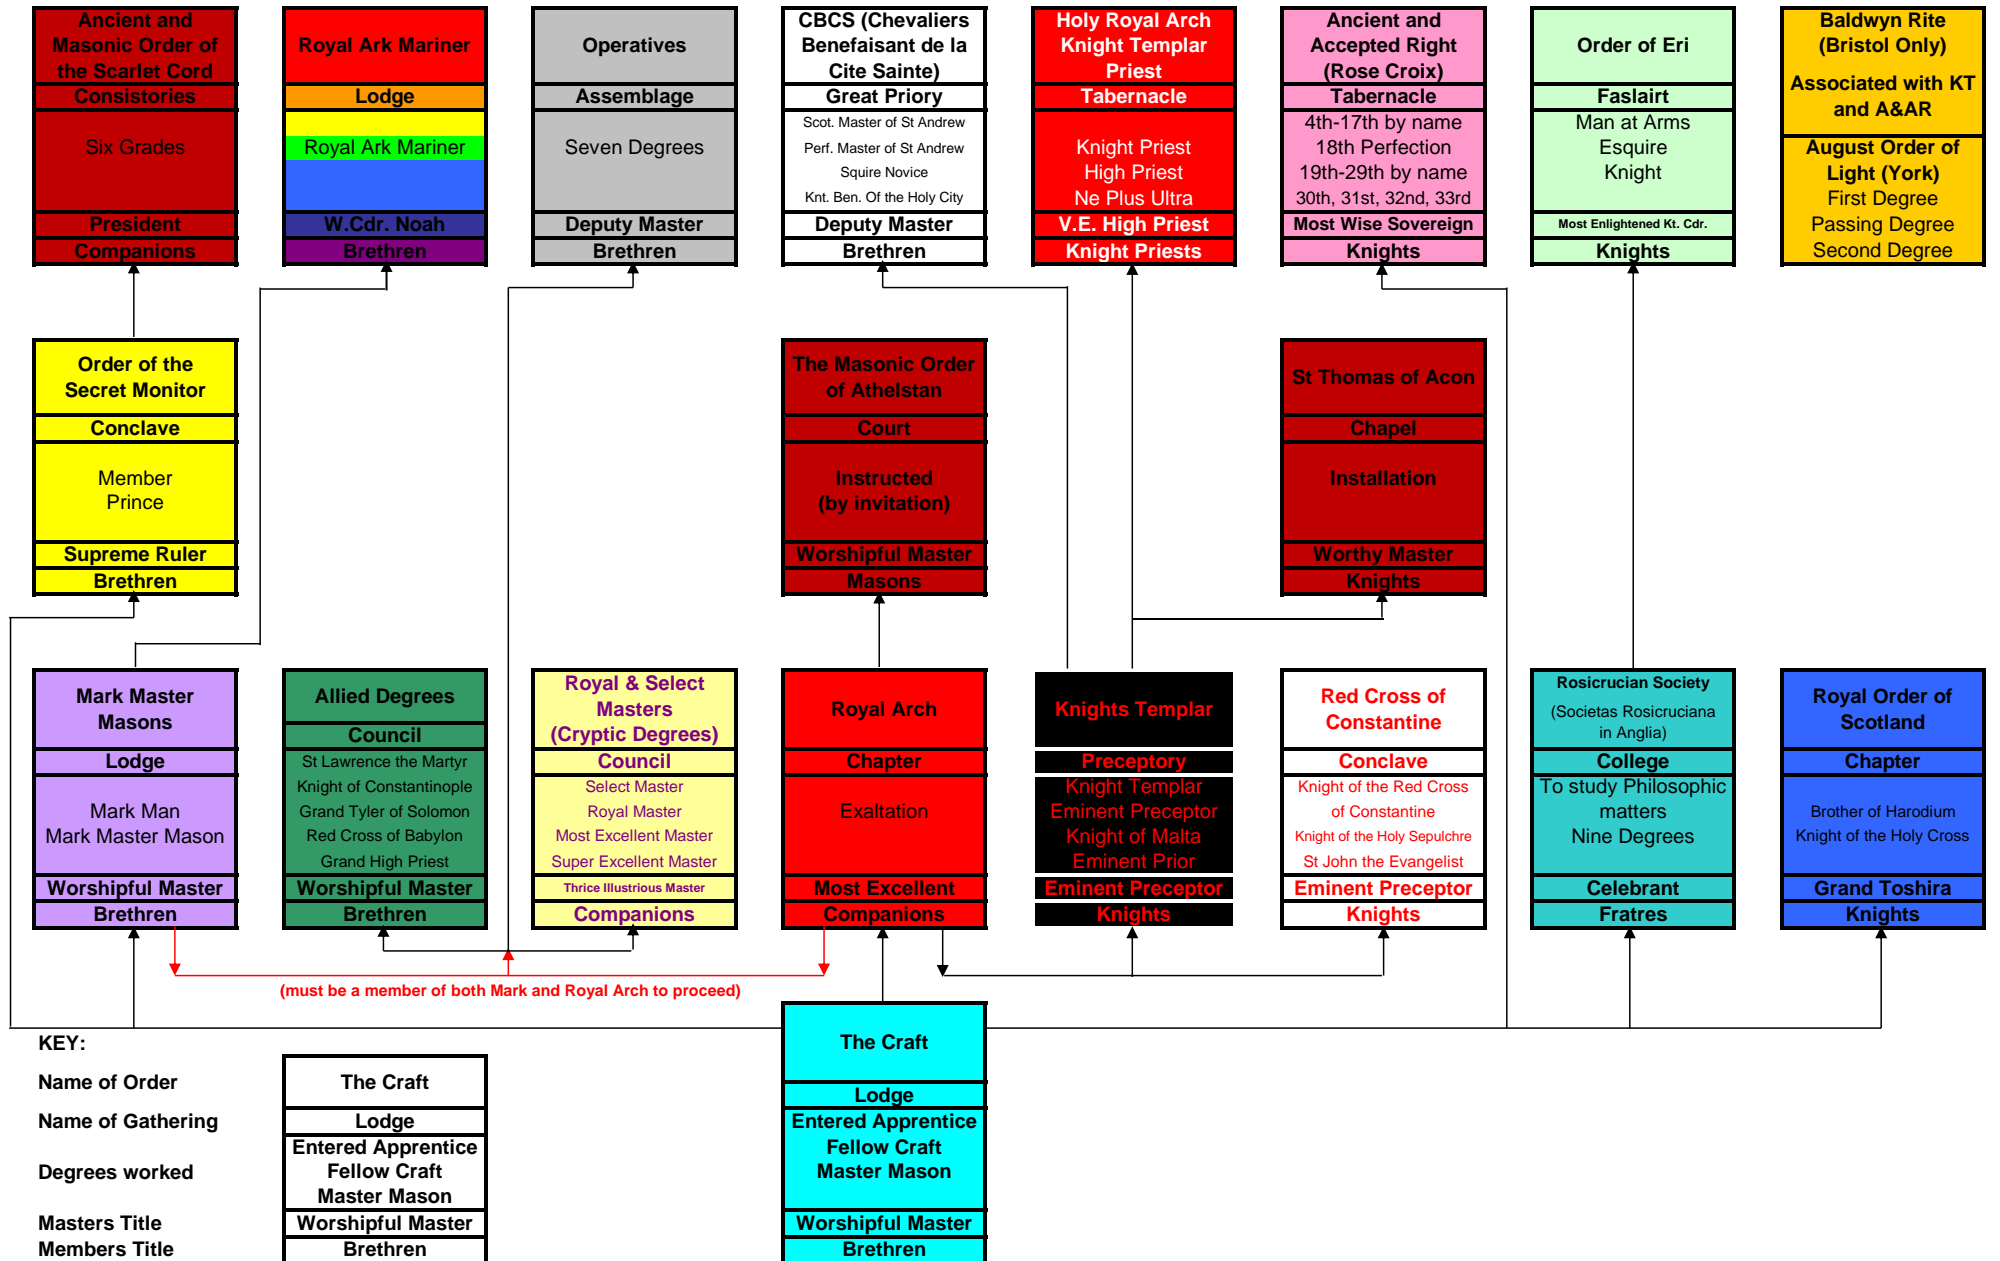 Ancient and
Masonic Order of
the Scarlet Cord
Consistories
Six Grades
President
Companions
Royal Ark Mariner
Lodge
Royal Ark Mariner
W.Cdr. Noah
Brethren
Operatives
Assemblage
Seven Degrees
Deputy Master
Brethren
CBCS (Chevaliers
Benefaisant de la
Cite Sainte)
Great Priory
Scot. Master of St Andrew
Perf. Master of St Andrew
Squire Novice
Knt. Ben. Of the Holy City
Deputy Master
Brethren
Holy Royal Arch
Knight Templar
Priest
Tabernacle
Knight Priest
High Priest
Ne Plus Ultra
V.E. High Priest
Knight Priests
Ancient and
Accepted Right
(Rose Croix)
Tabernacle
4th-17th by name
18th Perfection
19th-29th by name
30th, 31st, 32nd, 33rd
Most Wise Sovereign
Knights
Order of Eri
Faslairt
Man at Arms
Esquire
Knight
Most Enlightened Kt. Cdr.
Knights
Baldwyn Rite
(Bristol Only)
Associated with KT
and A&AR
August Order of
Light (York)
First Degree
Passing Degree
Second Degree
Order of the
Secret Monitor
Conclave
Member
Prince
Supreme Ruler
Brethren
The Masonic Order
of Athelstan
Court
Instructed
(by invitation)
Worshipful Master
Masons
St Thomas of Acon
Chapel
Installation
Worthy Master
Knights
Mark Master
Masons
Lodge
Mark Man
Mark Master Mason
Worshipful Master
Brethren
Allied Degrees
Council
St Lawrence the Martyr
Knight of Constantinople
Grand Tyler of Solomon
Red Cross of Babylon
Grand High Priest
Worshipful Master
Brethren
Royal & Select
Masters
(Cryptic Degrees)
Council
Select Master
Royal Master
Most Excellent Master
Super Excellent Master
Thrice Illustrious Master
Companions
Royal Arch
Chapter
Exaltation
Most Excellent
Companions
Knights Templar
Preceptory
Knight Templar
Eminent Preceptor
Knight of Malta
Eminent Prior
Eminent Preceptor
Knights
Red Cross of
Constantine
Conclave
Knight of the Red Cross
of Constantine
Knight of the Holy Sepulchre
St John the Evangelist
Eminent Preceptor
Knights
Rosicrucian Society
(Societas Rosicruciana
in Anglia)
College
To study Philosophic
matters
Nine Degrees
Celebrant
Fratres
Royal Order of
Scotland
Chapter
Brother of Harodium
Knight of the Holy Cross
Grand Toshira
Knights
(must be a member of both Mark and Royal Arch to proceed)
The Craft
Lodge
Entered Apprentice
Fellow Craft
Master Mason
Worshipful Master
Brethren
KEY:
Name of Order
The Craft
Name of Gathering
Lodge
Degrees worked
Entered Apprentice
Fellow Craft
Master Mason
Masters Title
Worshipful Master
Members Title
Brethren